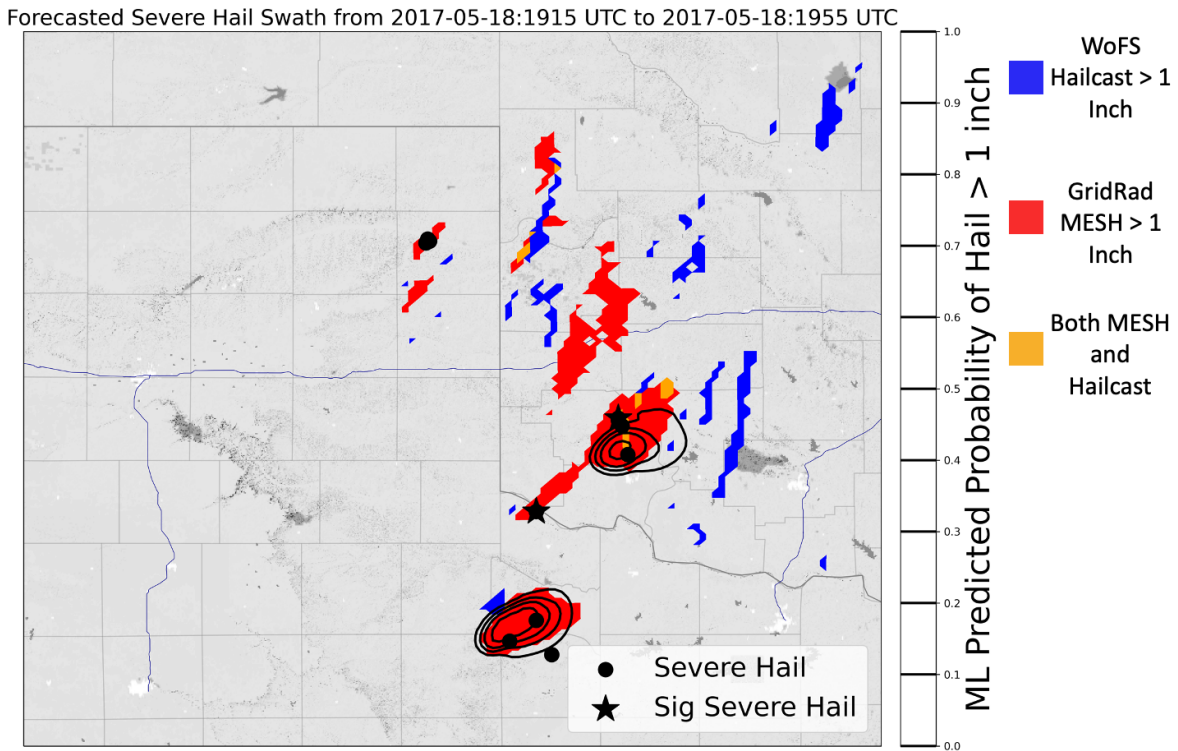 Forecasted Severe Hail Swath from 2017-05-18:1915 UTC to 2017-05-18:1955 UTC
1.0
0.9
0.8
0.7
0.6
0.5
0.4
0.3
0.2
0.1
0.0
ML Predicted Probability of Hail > 1 inch
WoFS
Hailcast > 1
Inch
GridRad
MESH > 1
Inch
Both MESH
and
Hailcast
Severe Hail
Sig Severe Hail